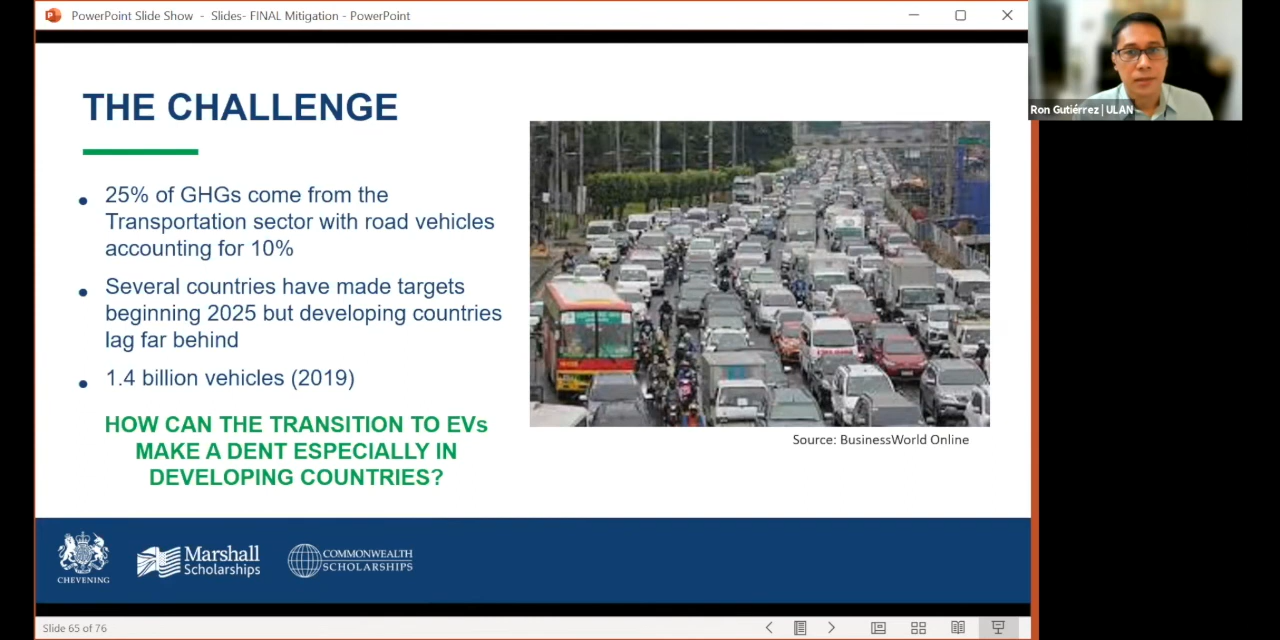 PowerPoint Slide Show - Slides- FINAL Mitigation - PowerPoint
Ron Gutiérrez | ULAN
THE CHALLENGE
25% of GHGs come from the
Transportation sector with road vehicles
accounting for 10%
Several countries have made targets
beginning 2025 but developing countries
lag far behind
1.4 billion vehicles (2019)
HOW CAN THE TRANSITION TO EVs
MAKE A DENT ESPECIALLY IN
DEVELOPING COUNTRIES?
Source: BusinessWorld Online
CHEVENING
Marshall
Scholarships
COMMONWEALTH
SCHOLARSHIPS
Slide 65 of 76